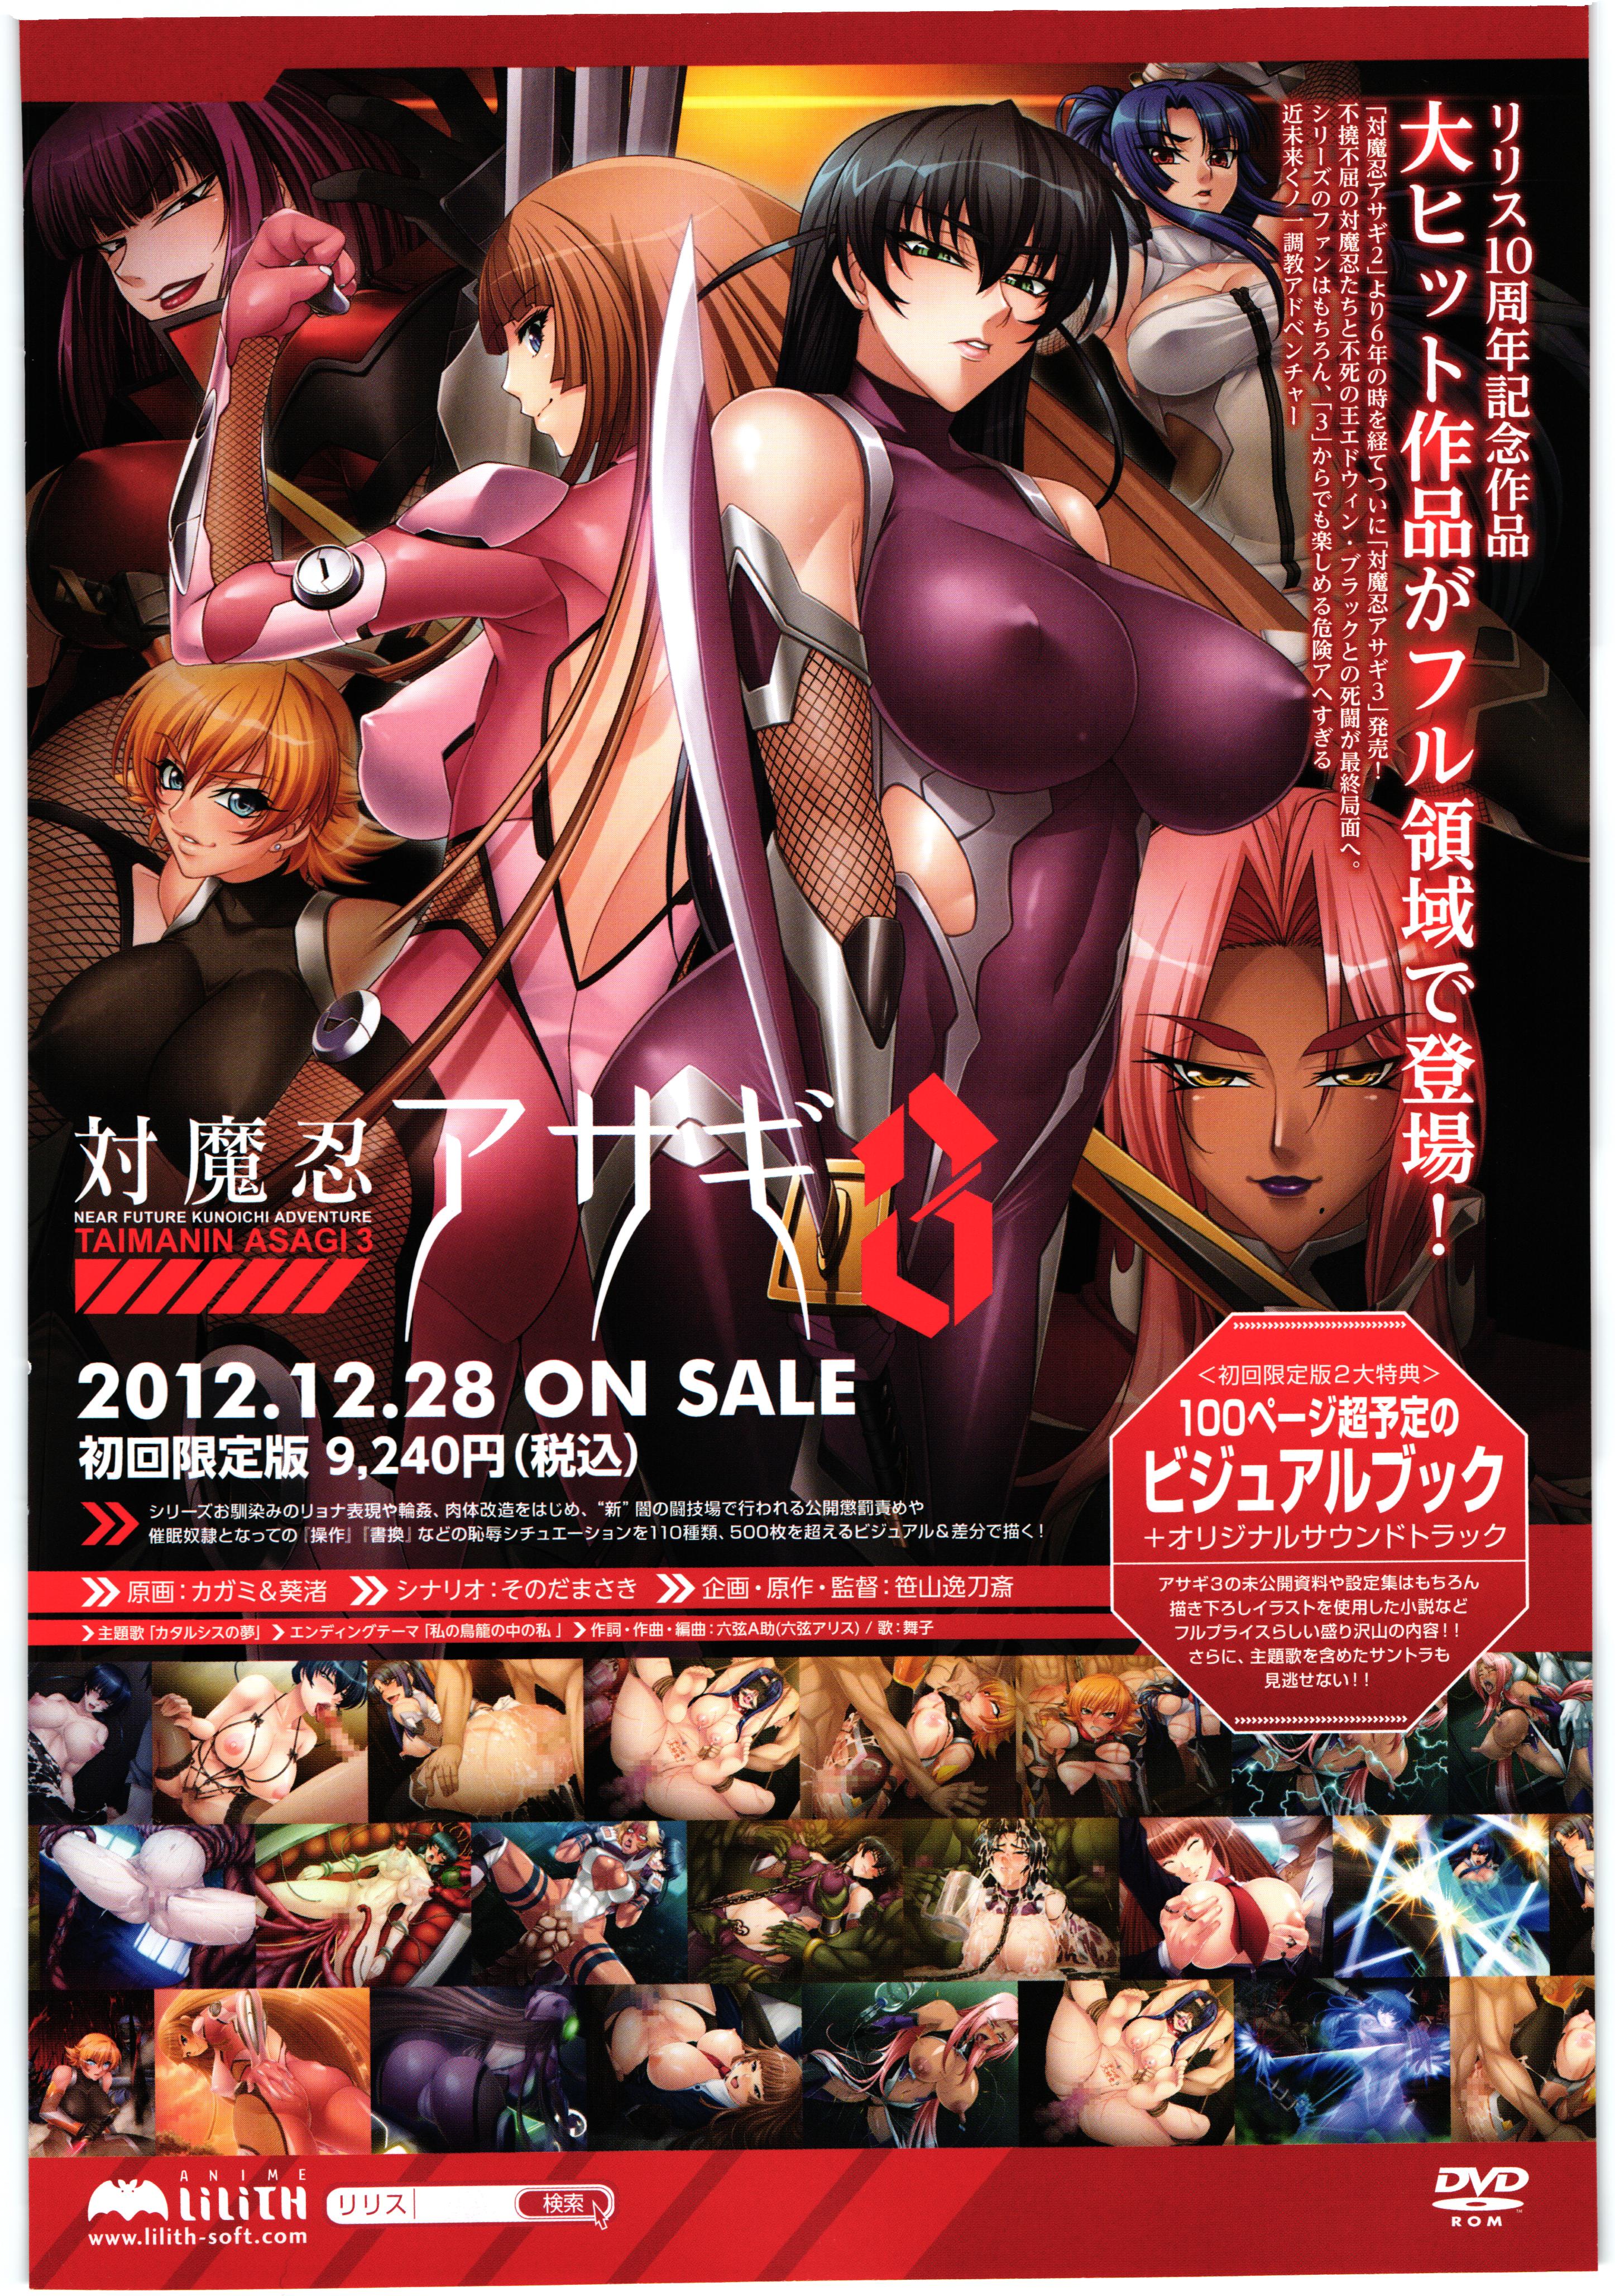 リリス10周年記念作品
大ヒット作品がフル領域で登場！
「対魔忍アサギ2」より6年の時を経てついに「対魔忍アサギ3」発売！
不撓不屈の対魔忍たちと不死の王エドウィン・ブラックとの死闘が最終局面へ。
シリーズのファンはもちろん、「3」からでも楽しめる危険アへすぎる
近未来くノ一調教アドベンチャー
対魔忍アサギ3
NEAR FUTURE KUNOICHI ADVENTURE
TAIMANIN ASAGI 3
2012.12.28 ON SALE
初回限定版 9,240円(税込)
シリーズお馴染みのリョナ表現や輪姦、肉体改造をはじめ、“新”闇の闘技場で行われる公開懲罰責めや
催眠奴隷となっての『操作』『書換』などの恥辱シチュエーションを110種類、500枚を超えるビジュアル＆差分で描く！
原画：カガミ＆葵渚 シナリオ：そのだまさき 企画・原作・監督：笹山逸刀斎
主題歌「カタルシスの夢」 エンディングテーマ「私の鳥籠の中の私」 作詞・作曲・編曲：六弦A助(六弦アリス) / 歌：舞子
＜初回限定版2大特典＞
100ページ超予定の
ビジュアルブック
＋オリジナルサウンドトラック
アサギ3の未公開資料や設定集はもちろん
描き下ろしイラストを使用した小説など
フルプライスらしい盛り沢山の内容！！
さらに、主題歌を含めたサントラも
見逃せない！！
ANIME
LiLiTH
www.lilith-soft.com
リリス 検索
DVD
ROM